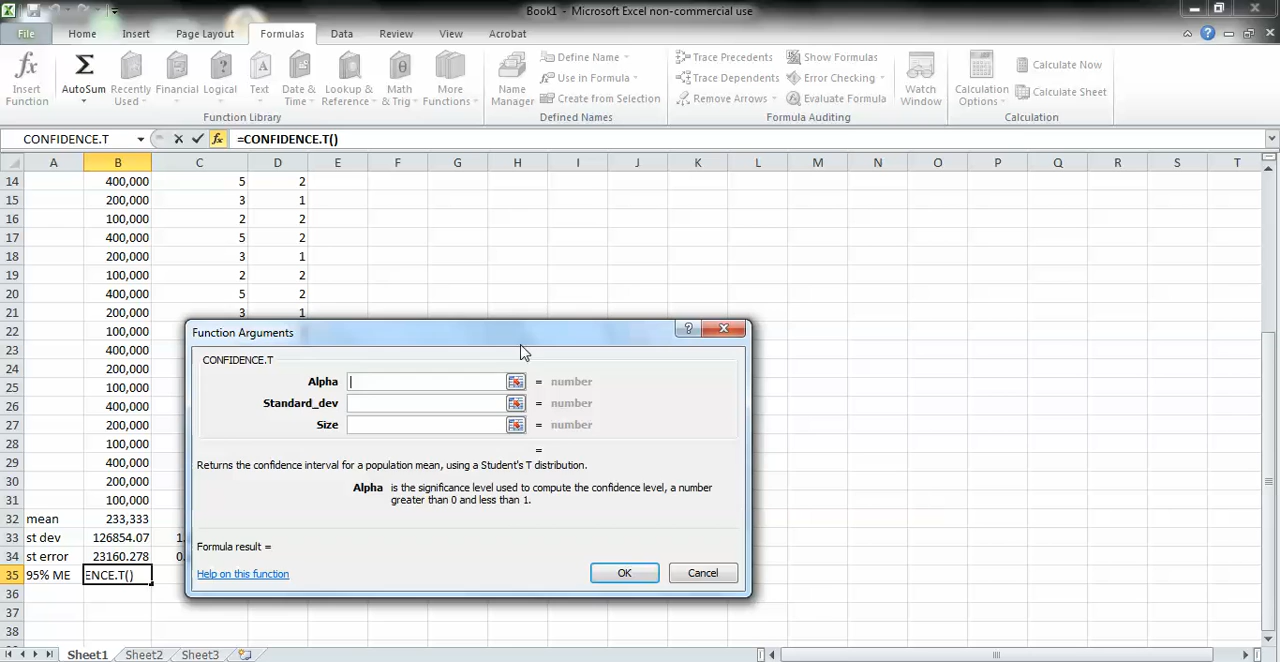 Book1 - Microsoft Excel non-commercial use
File Home Insert Page Layout Formulas Data Review View Acrobat
fx Insert Function
Σ AutoSum
Recently Used
Financial
Logical
Text
Date & Time
Lookup & Reference
Math & Trig
More Functions
Function Library
Name Manager
Define Name
Use in Formula
Create from Selection
Defined Names
Trace Precedents Show Formulas
Trace Dependents Error Checking
Remove Arrows Evaluate Formula
Formula Auditing
Watch Window
Calculation Options
Calculate Now
Calculate Sheet
Calculation
CONFIDENCE.T fx =CONFIDENCE.T()
A B C D E F G H I J K L M N O P Q R S T
14 400,000 5 2
15 200,000 3 1
16 100,000 2 2
17 400,000 5 2
18 200,000 3 1
19 100,000 2 2
20 400,000 5 2
21 200,000 3 1
22 100,000
23 400,000
24 200,000
25 100,000
26 400,000
27 200,000
28 100,000
29 400,000
30 200,000
31 100,000
32 mean 233,333
33 st dev 126854.07 1.
34 st error 23160.278 0.
35 95% ME ENCE.T()
36
37
38
Function Arguments
CONFIDENCE.T
Alpha = number
Standard_dev = number
Size = number
=
Returns the confidence interval for a population mean, using a Student's T distribution.
Alpha is the significance level used to compute the confidence level, a number
greater than 0 and less than 1.
Formula result =
Help on this function
OK Cancel
Sheet1 Sheet2 Sheet3